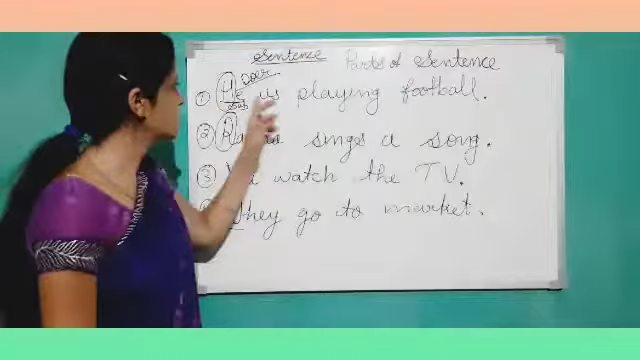 Sentence Parts of Sentence
① He is playing football.
② sings a song.
③ watch the TV.
They go to market.